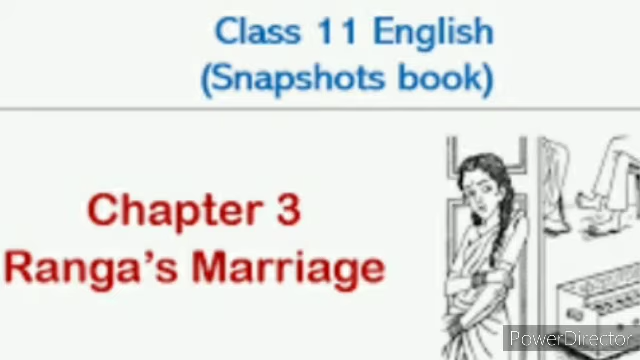 Class 11 English
(Snapshots book)
Chapter 3
Ranga's Marriage
PowerDirector